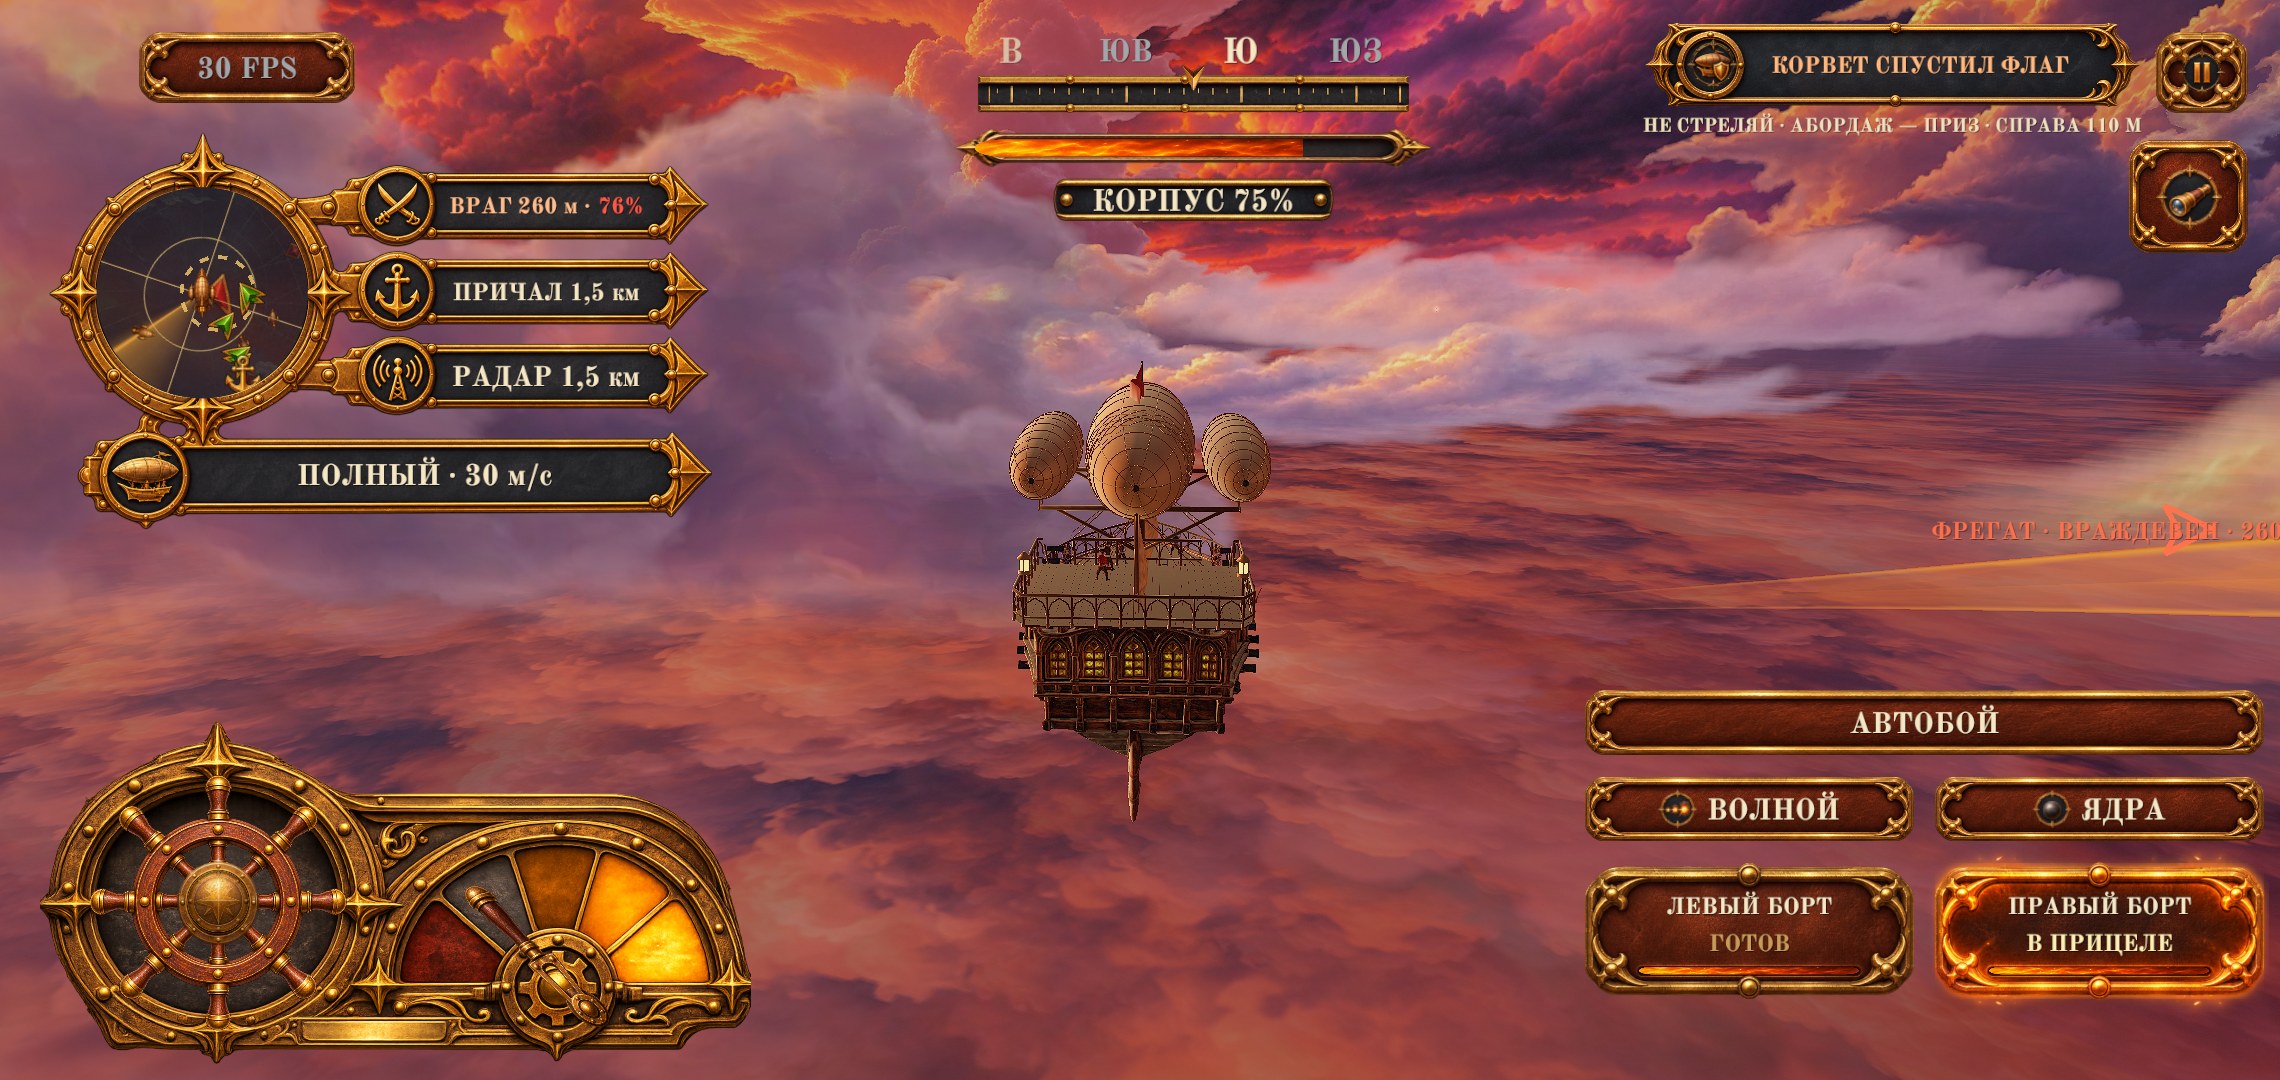 30 FPS
В ЮВ Ю ЮЗ
КОРПУС 75%
КОРВЕТ СПУСТИЛ ФЛАГ
НЕ СТРЕЛЯЙ · АБОРДАЖ — ПРИЗ · СПРАВА 110 М
ВРАГ 260 м · 76%
ПРИЧАЛ 1,5 км
РАДАР 1,5 км
ПОЛНЫЙ · 30 м/с
ФРЕГАТ · ВРАЖДЕБЕН · 260
АВТОБОЙ
ВОЛНОЙ
ЯДРА
ЛЕВЫЙ БОРТ
ГОТОВ
ПРАВЫЙ БОРТ
В ПРИЦЕЛЕ